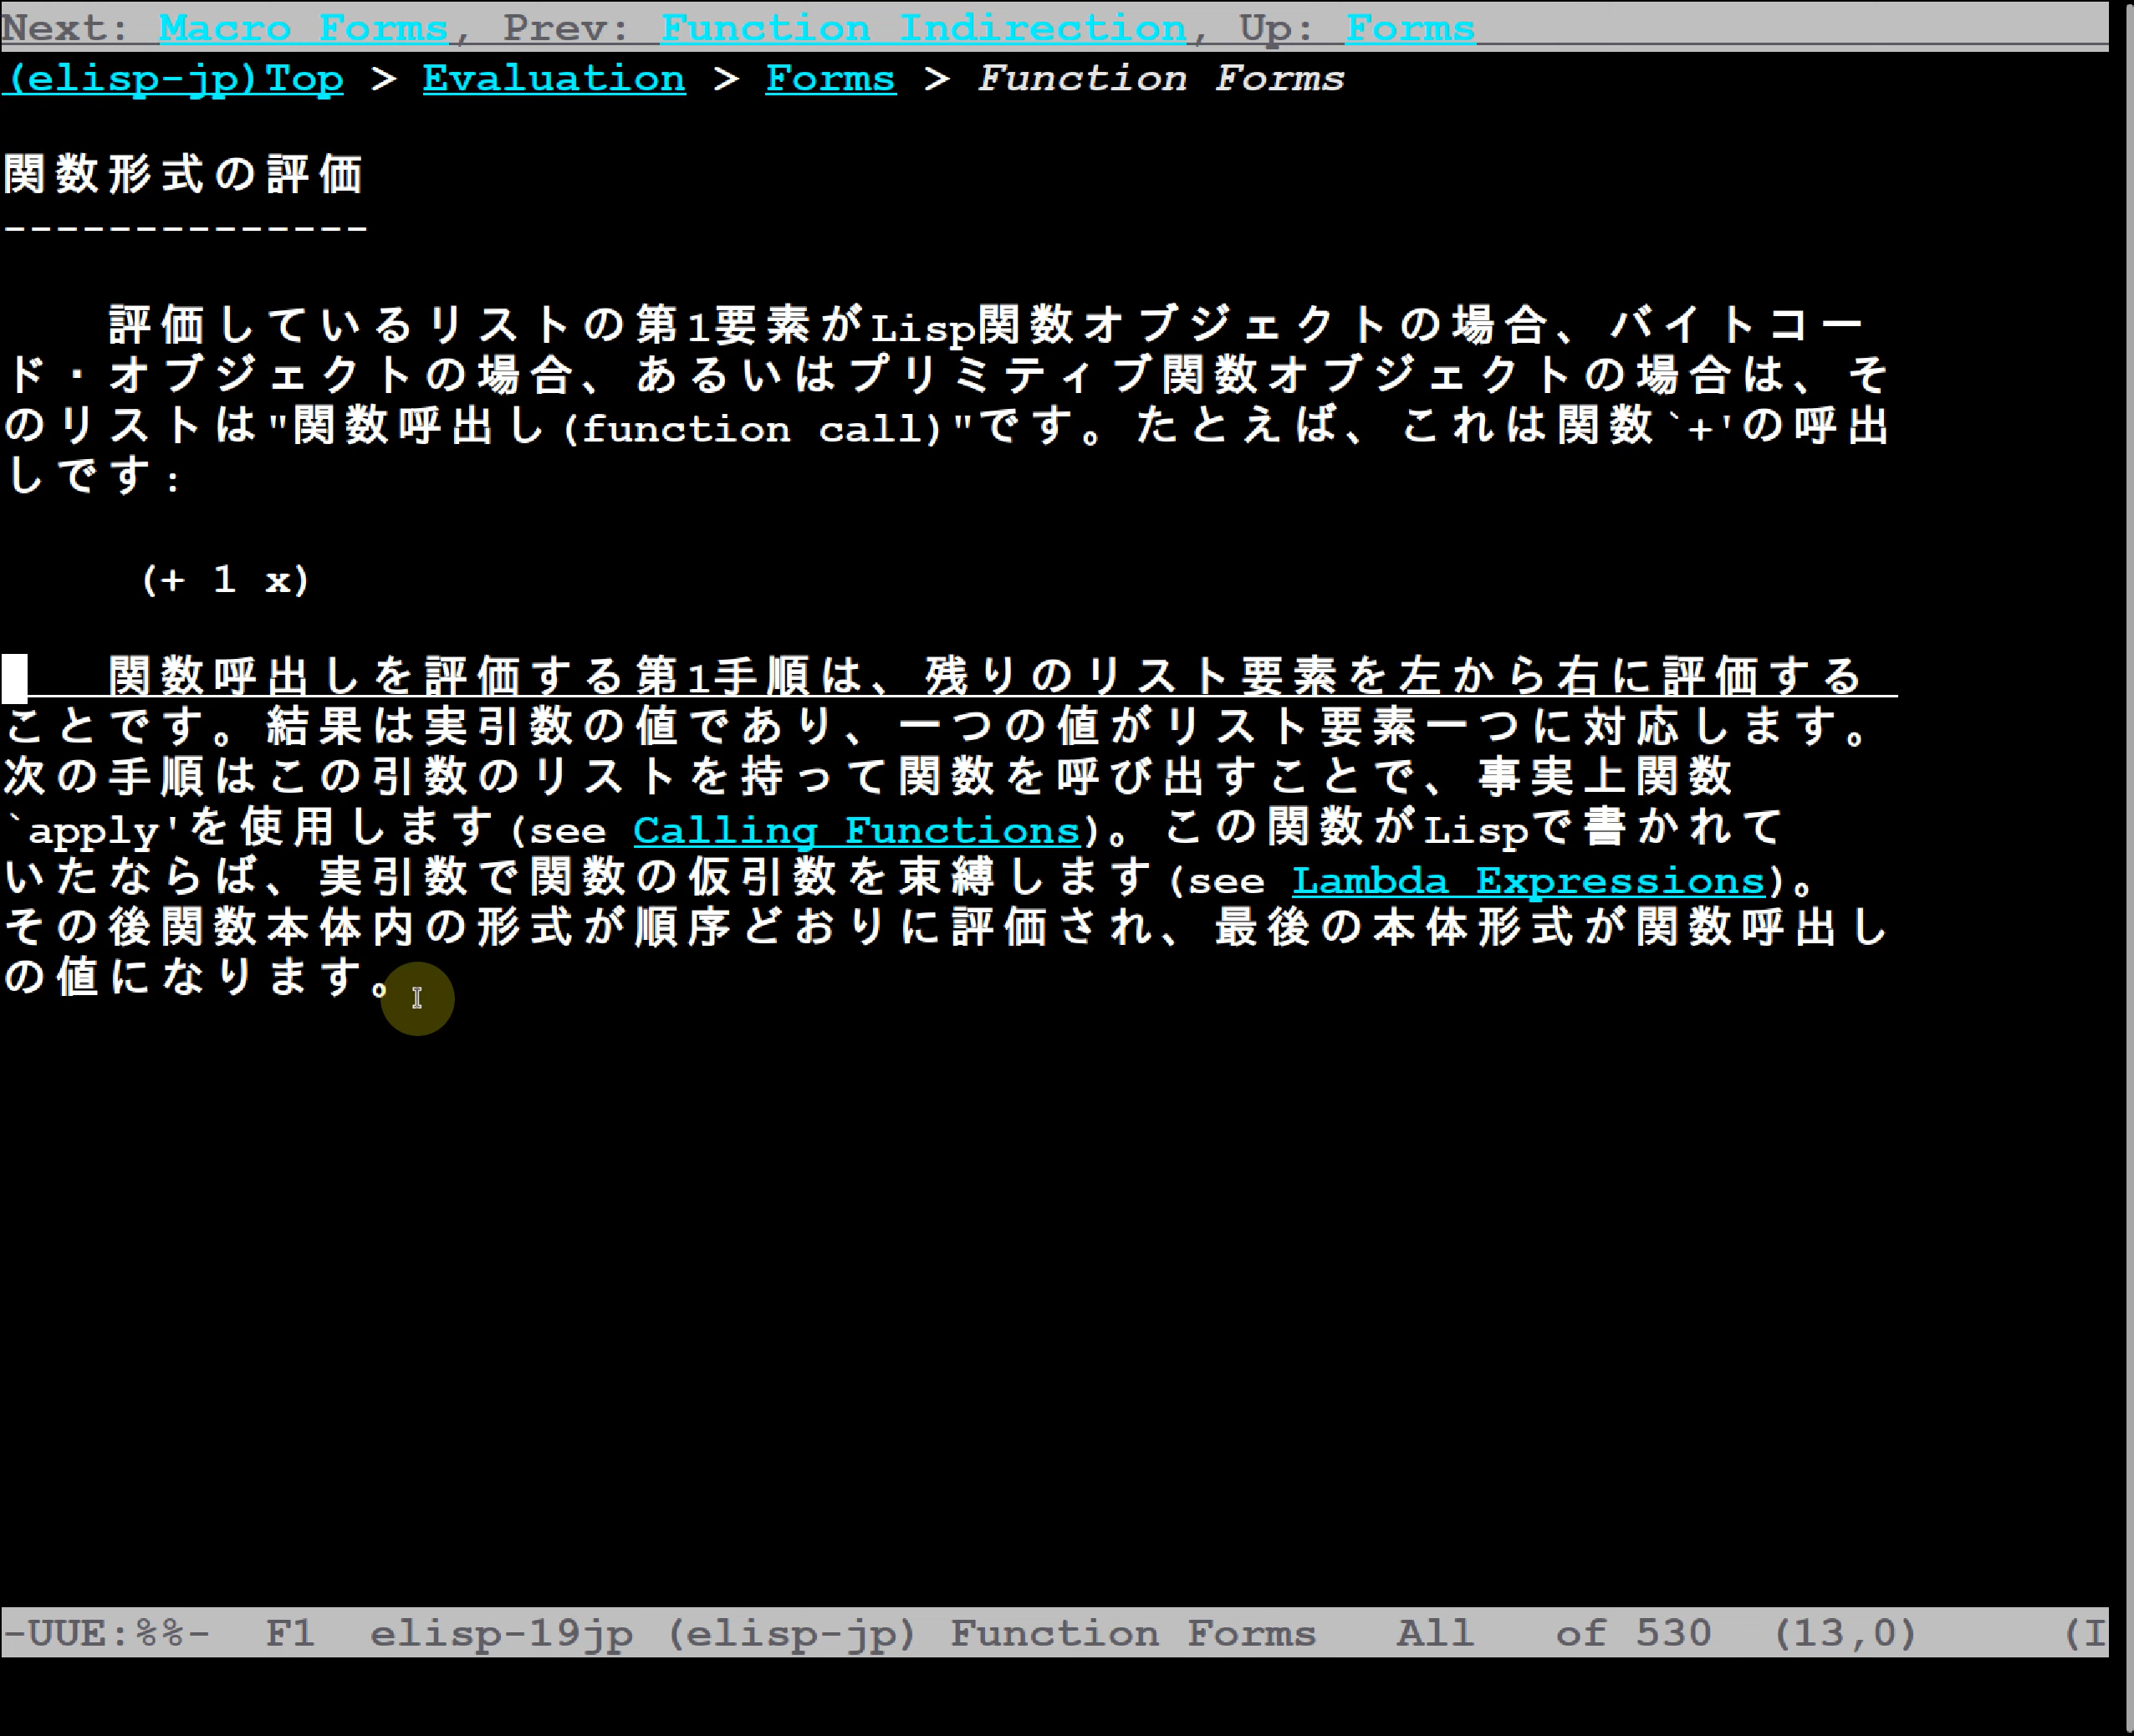 Next: Macro Forms, Prev: Function Indirection, Up: Forms
(elisp-jp)Top > Evaluation > Forms > Function Forms
関数形式の評価
--------------
評価しているリストの第1要素がLisp関数オブジェクトの場合、バイトコー
ド・オブジェクトの場合、あるいはプリミティブ関数オブジェクトの場合は、そ
のリストは"関数呼出し(function call)"です。たとえば、これは関数`+'の呼出
しです:
(+ 1 x)
関数呼出しを評価する第1手順は、残りのリスト要素を左から右に評価する
ことです。結果は実引数の値であり、一つの値がリスト要素一つに対応します。
次の手順はこの引数のリストを持って関数を呼び出すことで、事実上関数
`apply'を使用します(see Calling Functions)。この関数がLispで書かれて
いたならば、実引数で関数の仮引数を束縛します(see Lambda Expressions)。
その後関数本体内の形式が順序どおりに評価され、最後の本体形式が関数呼出し
の値になります。
-UUE:%%-  F1  elisp-19jp (elisp-jp) Function Forms   All   of 530  (13,0)     (I